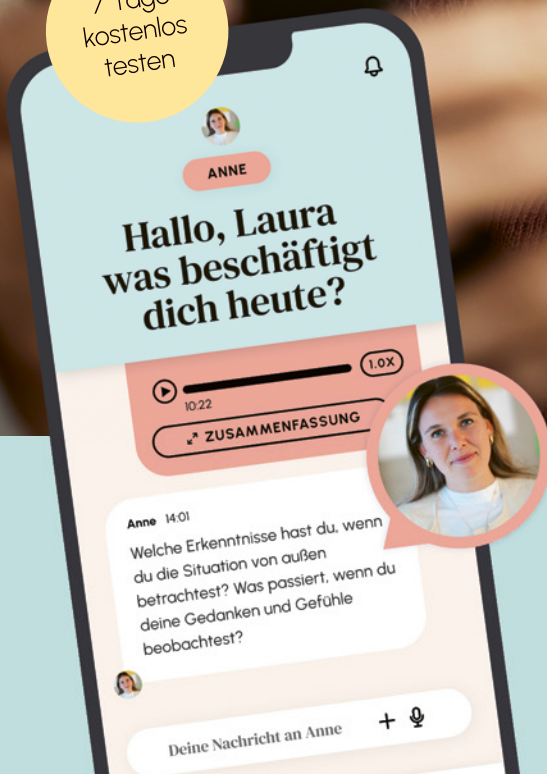 7 Tage
kostenlos
testen
ANNE
Hallo, Laura
was beschäftigt
dich heute?
1.0X
10:22
ZUSAMMENFASSUNG
Anne 14:01
Welche Erkenntnisse hast du, wenn
du die Situation von außen
betrachtest? Was passiert, wenn du
deine Gedanken und Gefühle
beobachtest?
Deine Nachricht an Anne